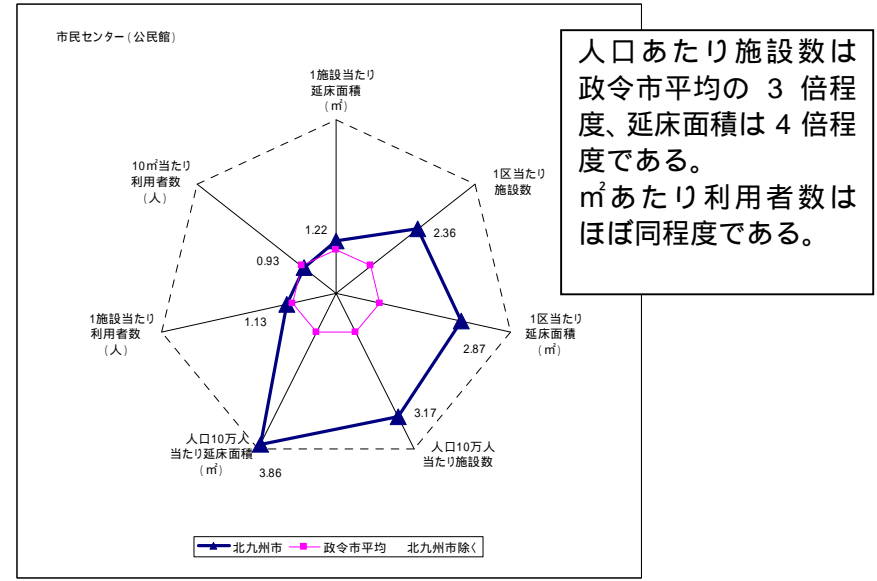 市民センター(公民館)
1施設当たり
延床面積
(㎡)
1.22
1区当たり
施設数
2.36
1区当たり
延床面積
(㎡)
2.87
人口10万人
当たり施設数
3.17
人口10万人
当たり延床面積
(㎡)
3.86
1施設当たり
利用者数
(人)
1.13
10㎡当たり
利用者数
(人)
0.93
北九州市
政令市平均 北九州市除く
人口あたり施設数は
政令市平均の 3 倍程
度、延床面積は 4 倍程
度である。
㎡あたり利用者数は
ほぼ同程度である。